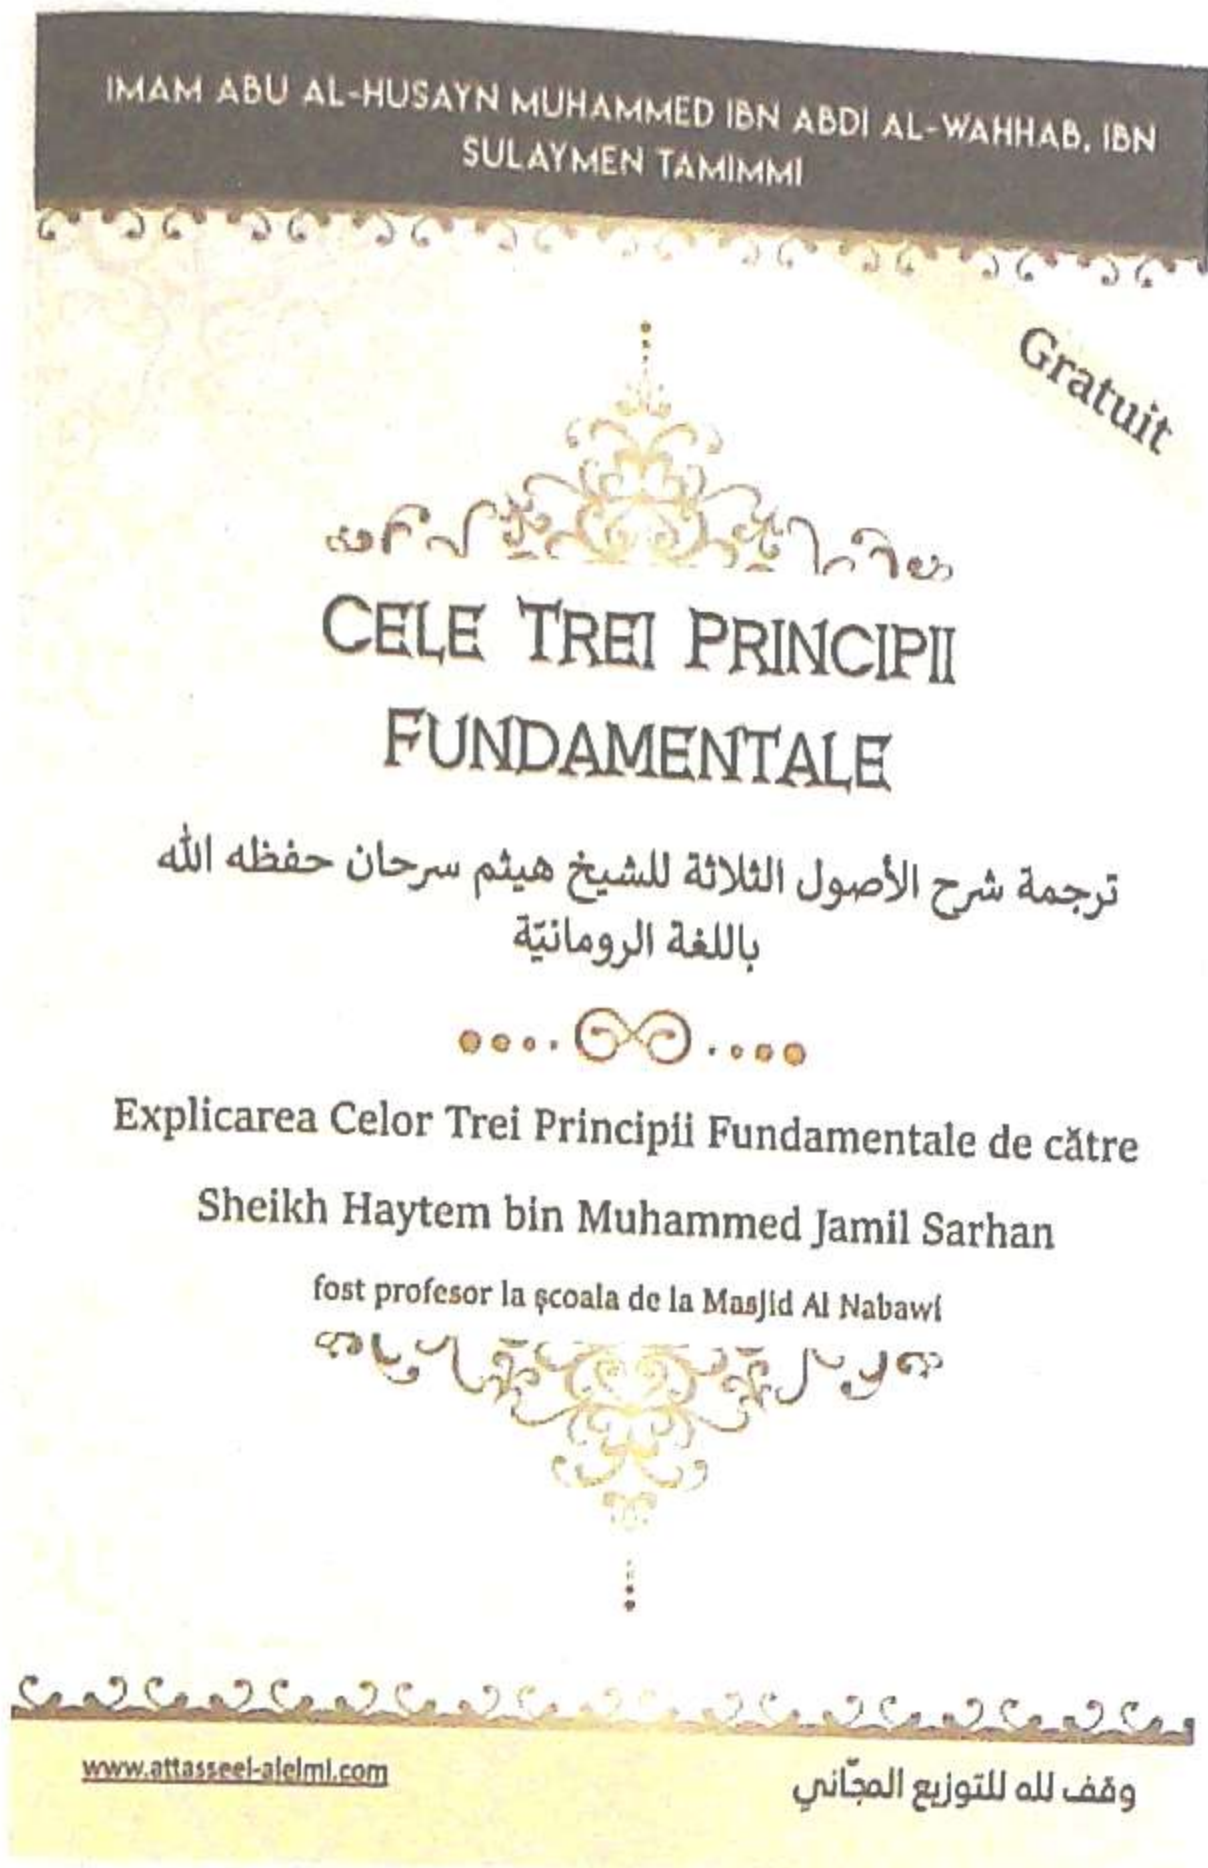 IMAM ABU AL-HUSAYN MUHAMMED IBN ABDI AL-WAHHAB, IBN
SULAYMEN TAMIMMI
Gratuit
CELE TREI PRINCIPII
FUNDAMENTALE
ترجمة شرح الأصول الثلاثة للشيخ هيثم سرحان حفظه الله
باللغة الرومانيّة
Explicarea Celor Trei Principii Fundamentale de către
Sheikh Haytem bin Muhammed Jamil Sarhan
fost profesor la școala de la Masjid Al Nabawi
www.attasseel-alelmi.com
وقف لله للتوزيع المجّاني